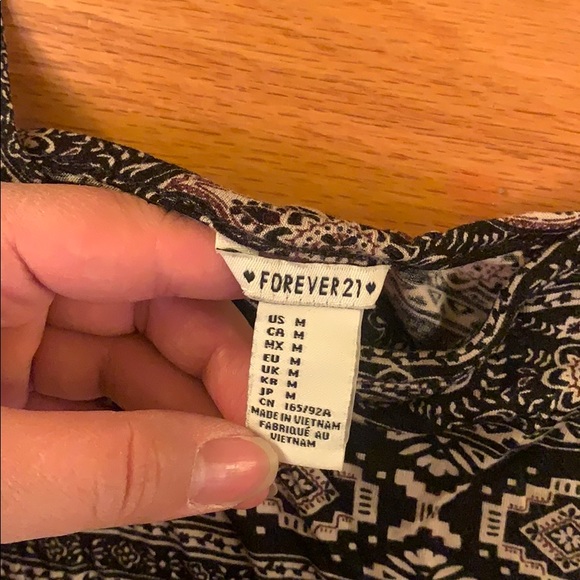 ♥ FOREVER21 ♥
US M
CA M
MX M
EU M
UK M
KR M
JP M
CN 165/92A
MADE IN VIETNAM
FABRIQUÉ AU
VIETNAM